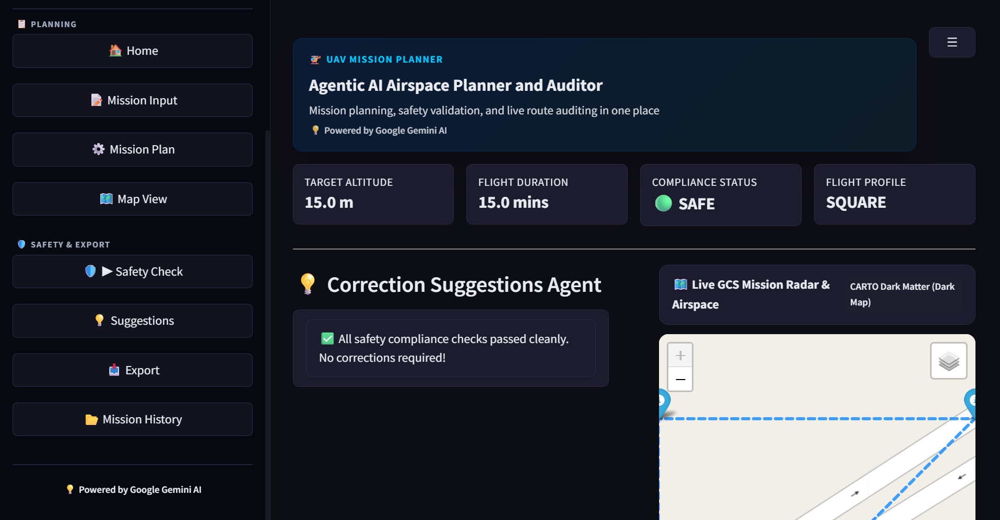 PLANNING
Home
Mission Input
Mission Plan
Map View
SAFETY & EXPORT
▶ Safety Check
Suggestions
Export
Mission History
Powered by Google Gemini AI
☰
UAV MISSION PLANNER
Agentic AI Airspace Planner and Auditor
Mission planning, safety validation, and live route auditing in one place
Powered by Google Gemini AI
TARGET ALTITUDE
15.0 m
FLIGHT DURATION
15.0 mins
COMPLIANCE STATUS
SAFE
FLIGHT PROFILE
SQUARE
Correction Suggestions Agent
All safety compliance checks passed cleanly.
No corrections required!
Live GCS Mission Radar &
Airspace
CARTO Dark Matter (Dark
Map)
+
−